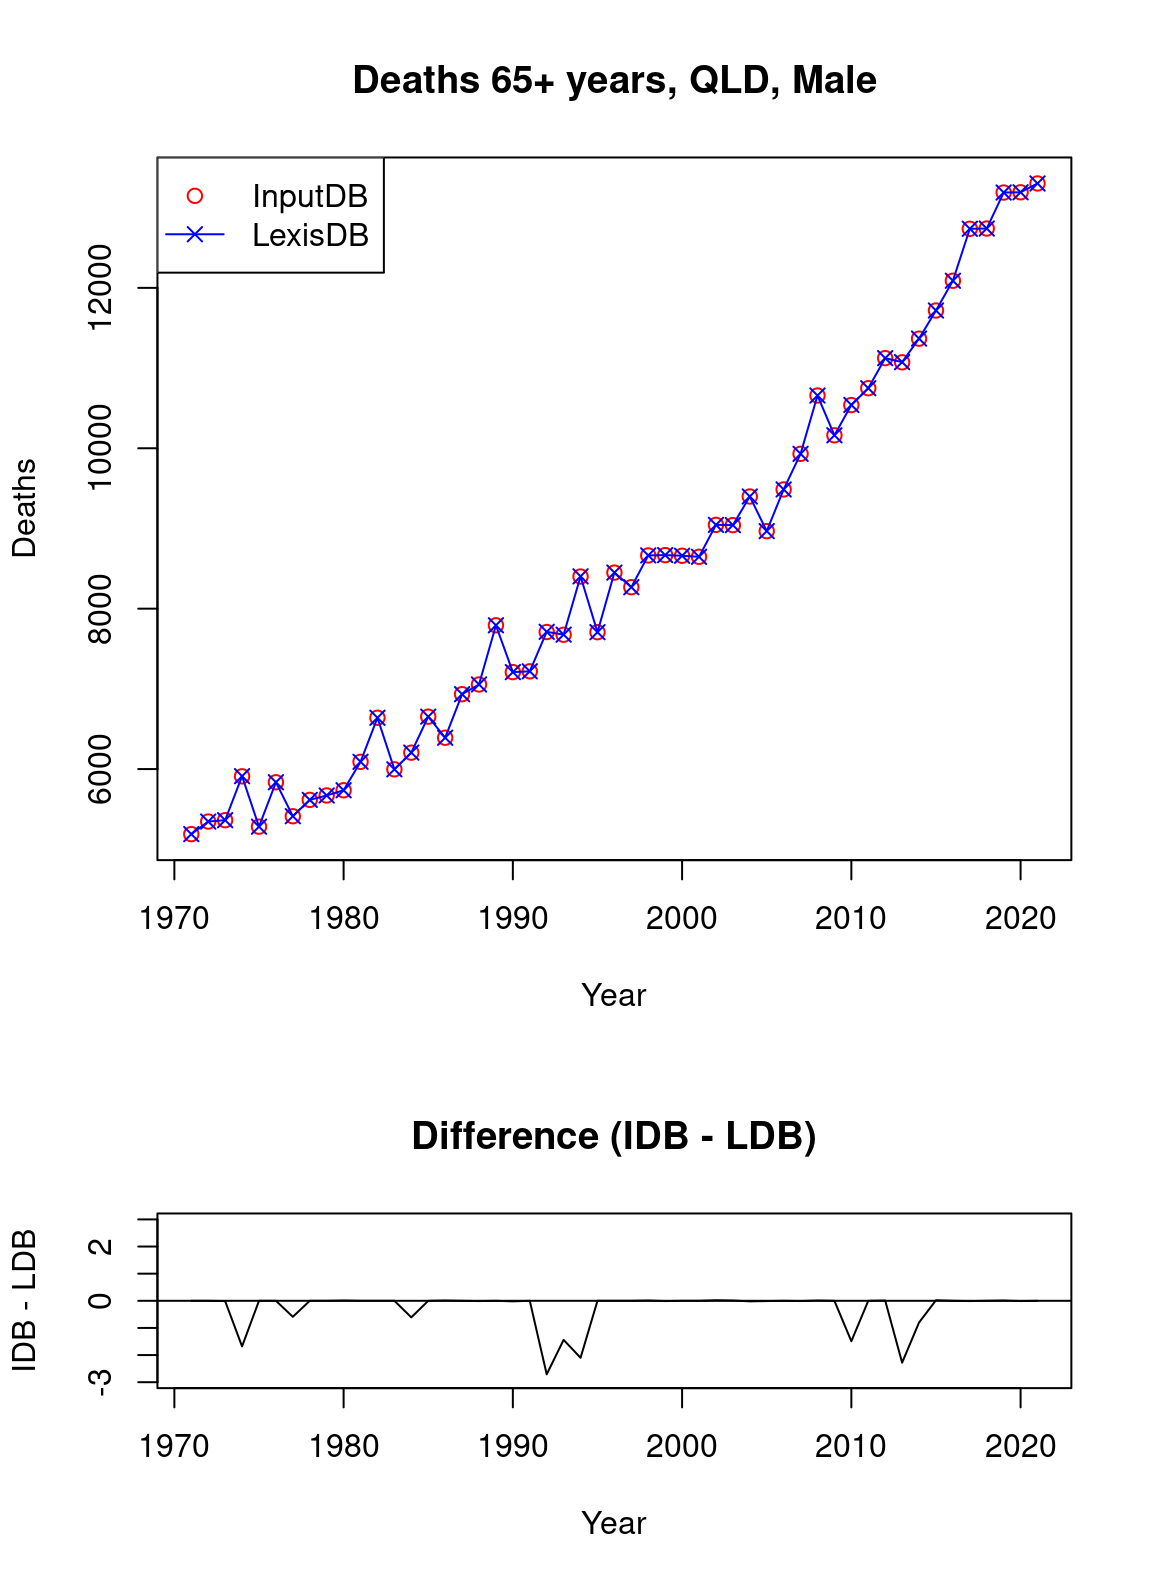 Deaths 65+ years, QLD, Male
InputDB
LexisDB
Deaths
12000
10000
8000
6000
1970 1980 1990 2000 2010 2020
Year
Difference (IDB - LDB)
IDB - LDB
2
0
-3
1970 1980 1990 2000 2010 2020
Year